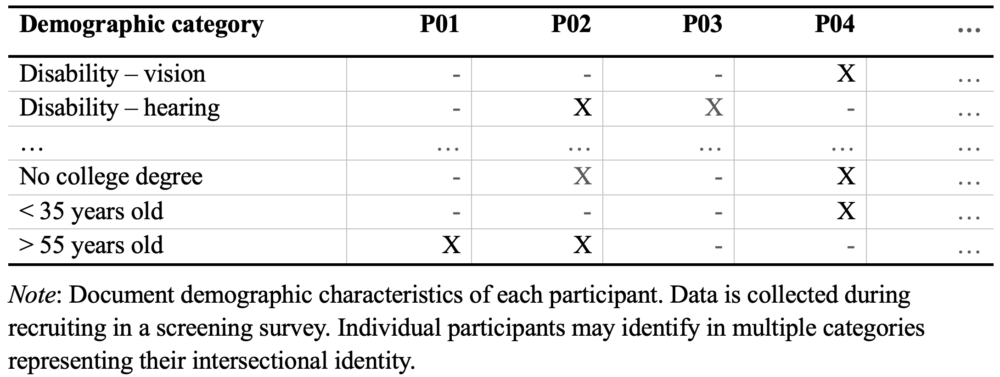 Demographic category P01 P02 P03 P04 …
Disability – vision - - - X …
Disability – hearing - X X - …
… … … … … …
No college degree - X - X …
< 35 years old - - - X …
> 55 years old X X - - …
Note: Document demographic characteristics of each participant. Data is collected during
recruiting in a screening survey. Individual participants may identify in multiple categories
representing their intersectional identity.